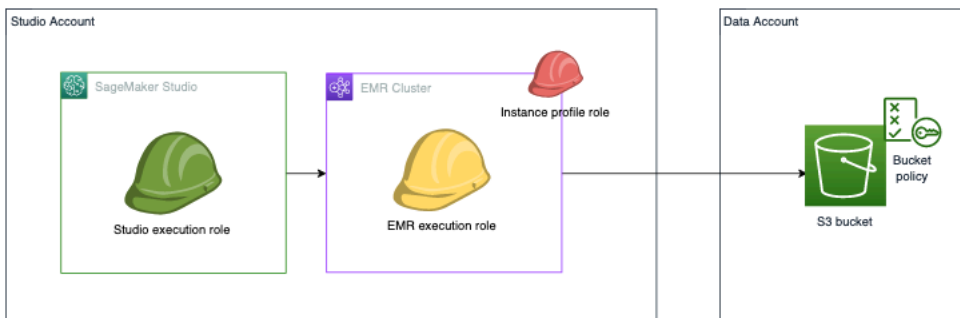 Studio Account
Data Account
SageMaker Studio
EMR Cluster
Instance profile role
Studio execution role
EMR execution role
Bucket
policy
S3 bucket